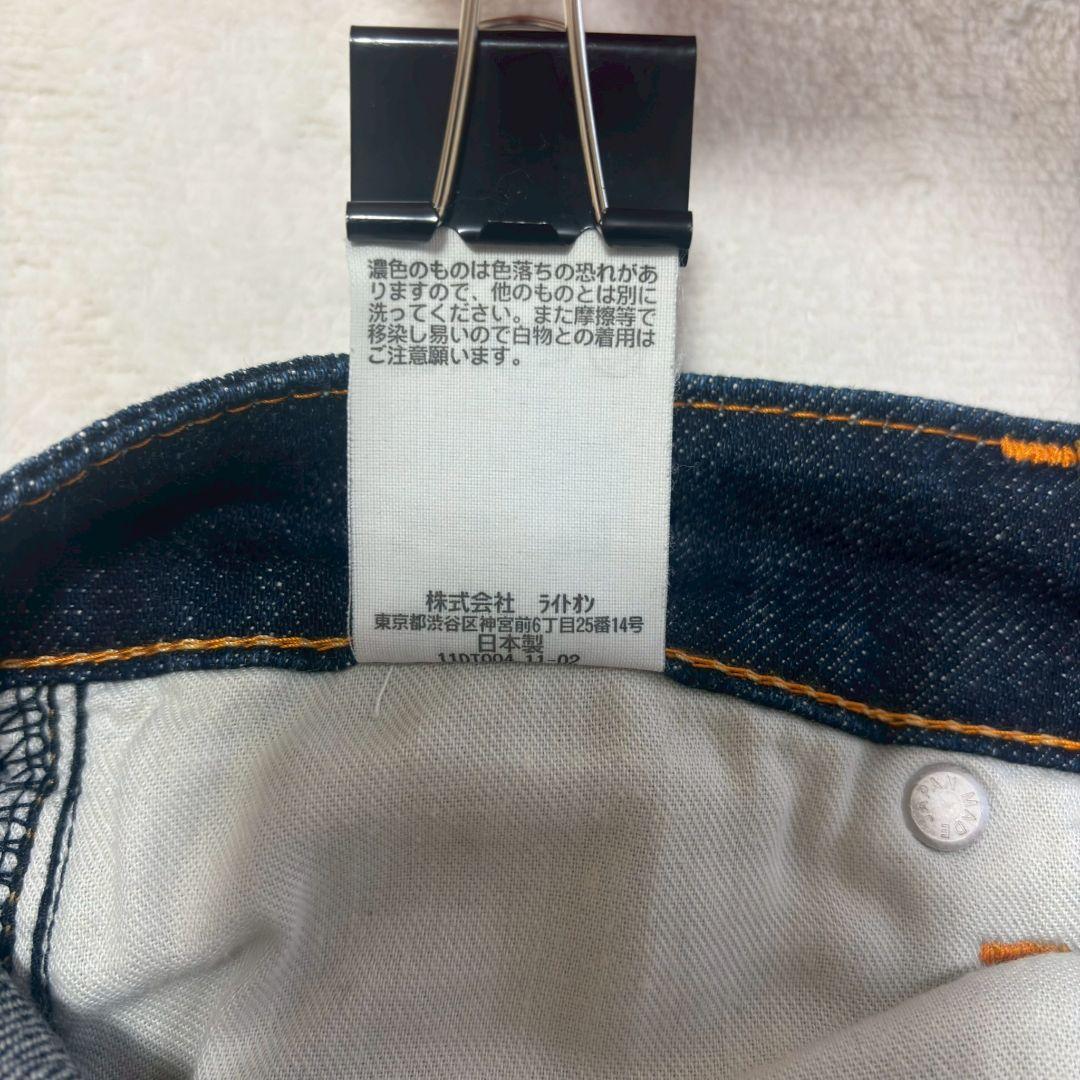 濃色のものは色落ちの恐れがあ
りますので、他のものとは別に
洗ってください。また摩擦等で
移染し易いので白物との着用は
ご注意願います。
株式会社 ライトオン
東京都渋谷区神宮前6丁目25番14号
日本製
11DT004 11-02
JAPAN MADE